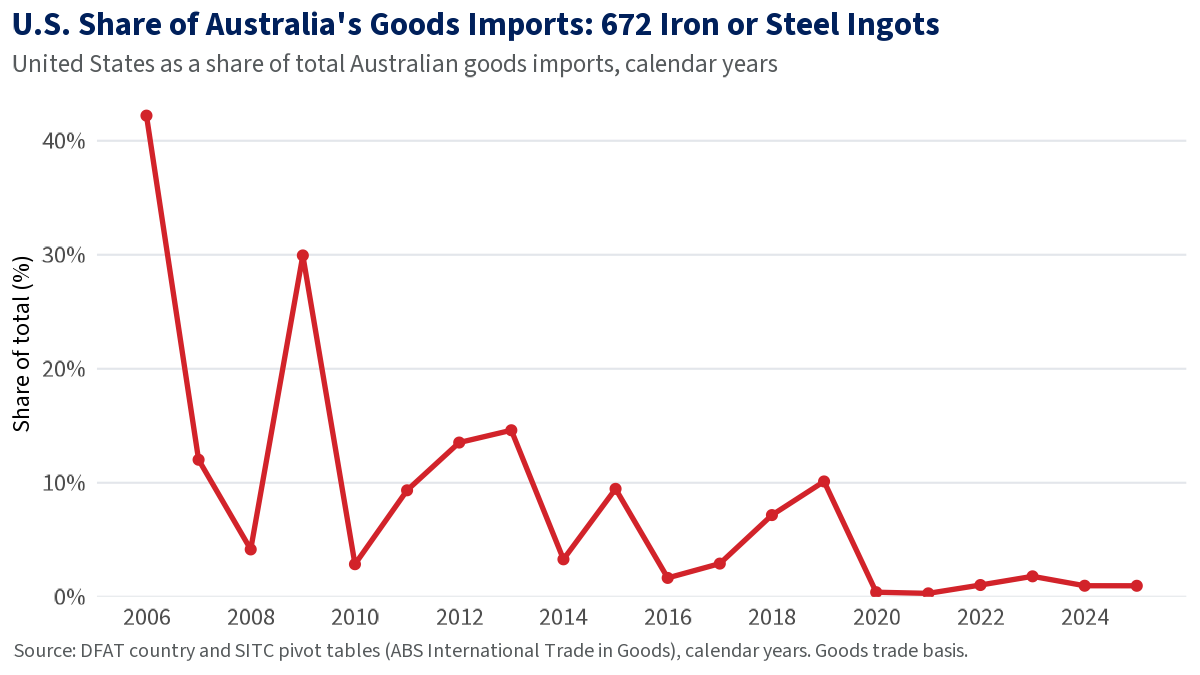 U.S. Share of Australia's Goods Imports: 672 Iron or Steel Ingots
United States as a share of total Australian goods imports, calendar years
Share of total (%)
40%
30%
20%
10%
0%
2006 2008 2010 2012 2014 2016 2018 2020 2022 2024
Source: DFAT country and SITC pivot tables (ABS International Trade in Goods), calendar years. Goods trade basis.